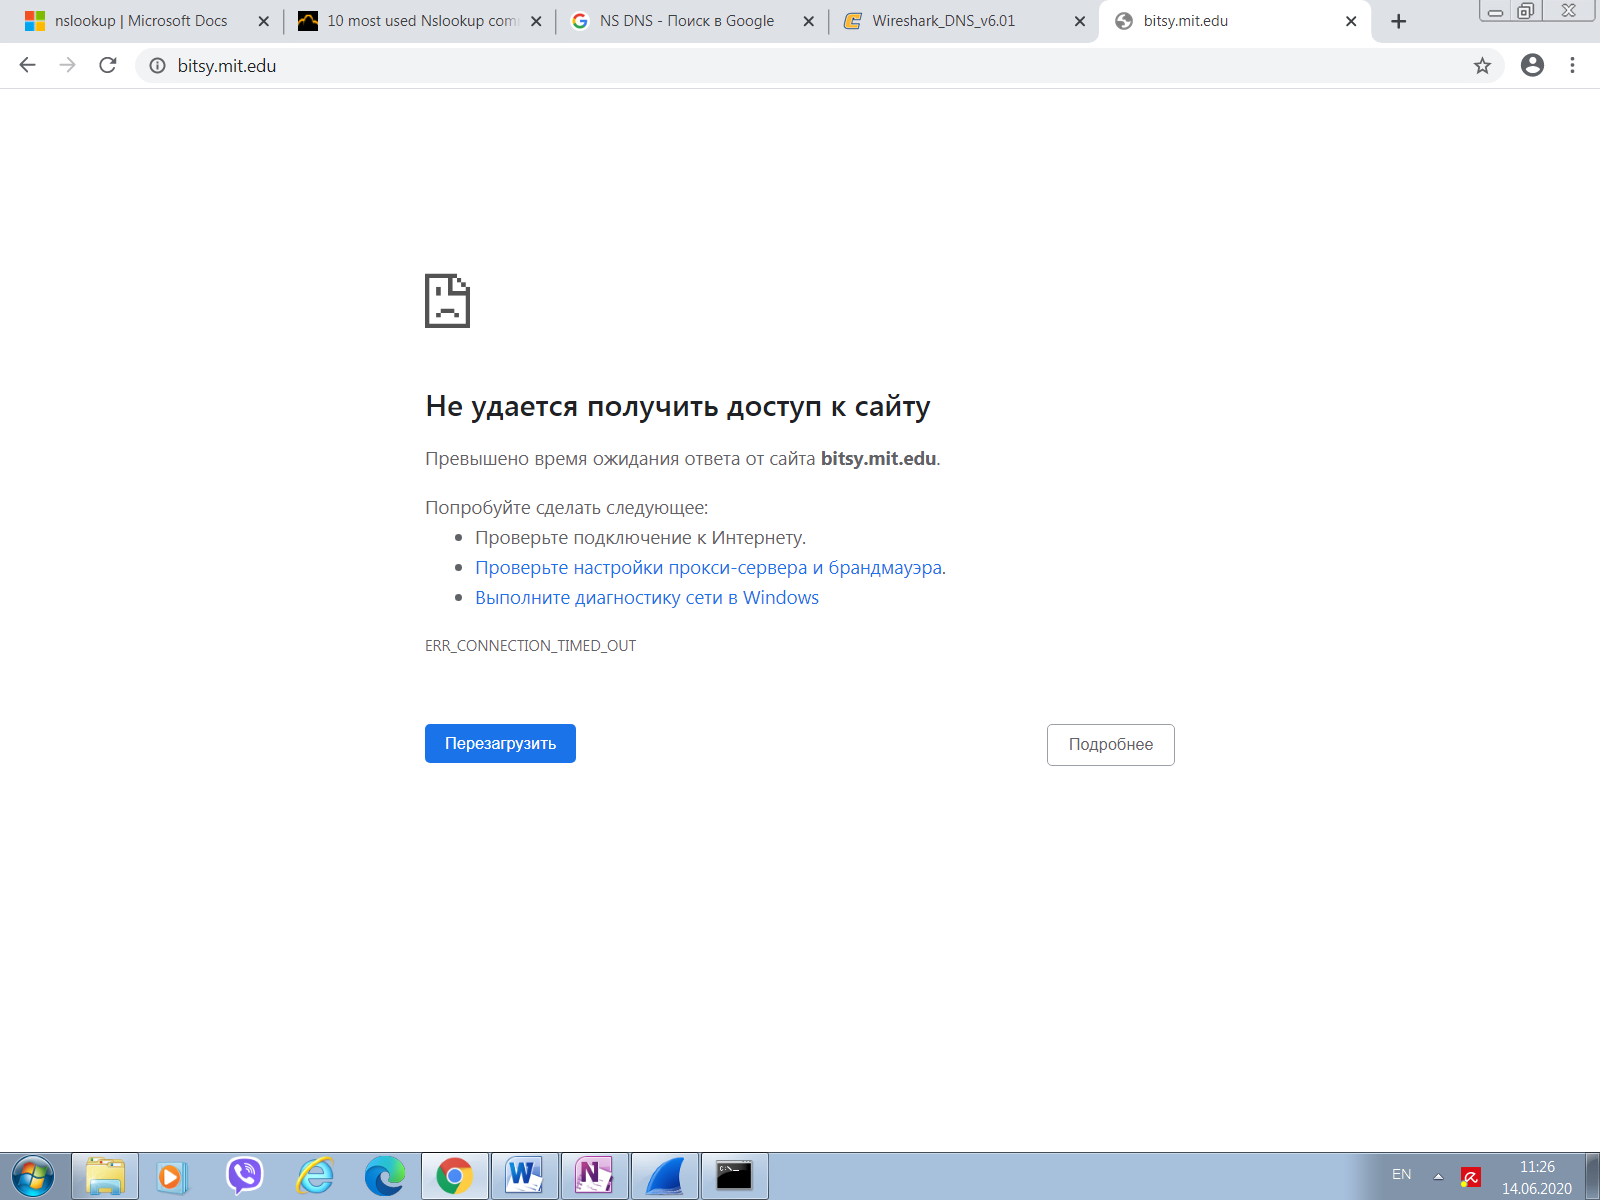 nslookup | Microsoft Docs
10 most used Nslookup com
NS DNS - Поиск в Google
Wireshark_DNS_v6.01
bitsy.mit.edu
bitsy.mit.edu
Не удается получить доступ к сайту
Превышено время ожидания ответа от сайта bitsy.mit.edu.
Попробуйте сделать следующее:
Проверьте подключение к Интернету.
Проверьте настройки прокси-сервера и брандмауэра.
Выполните диагностику сети в Windows
ERR_CONNECTION_TIMED_OUT
Перезагрузить
Подробнее
EN
11:26
14.06.2020